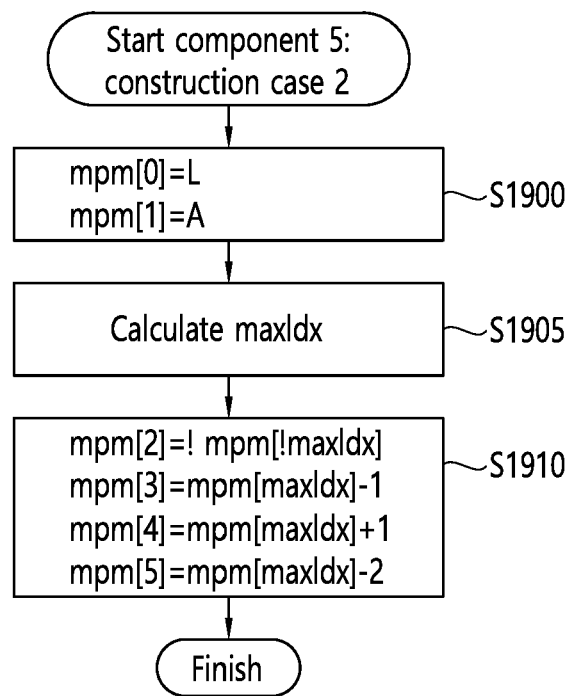 Start component 5:
construction case 2
mpm[0]=L
mpm[1]=A
S1900
Calculate maxIdx
S1905
mpm[2]=! mpm[!maxIdx]
mpm[3]=mpm[maxIdx]-1
mpm[4]=mpm[maxIdx]+1
mpm[5]=mpm[maxIdx]-2
S1910
Finish